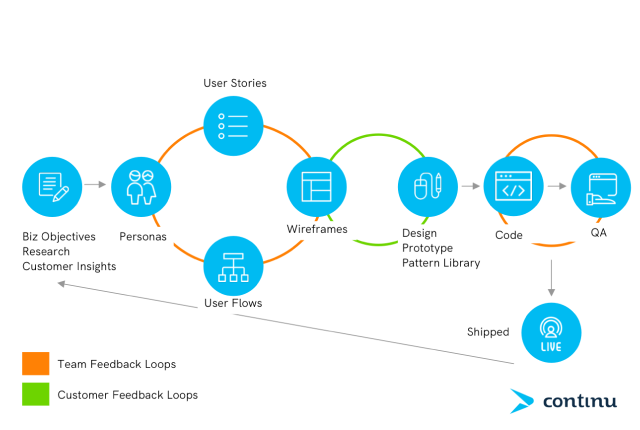 User Stories
Biz Objectives
Research
Customer Insights
Personas
Wireframes
Design
Prototype
Pattern Library
Code
QA
User Flows
Shipped
LIVE
Team Feedback Loops
Customer Feedback Loops
continu